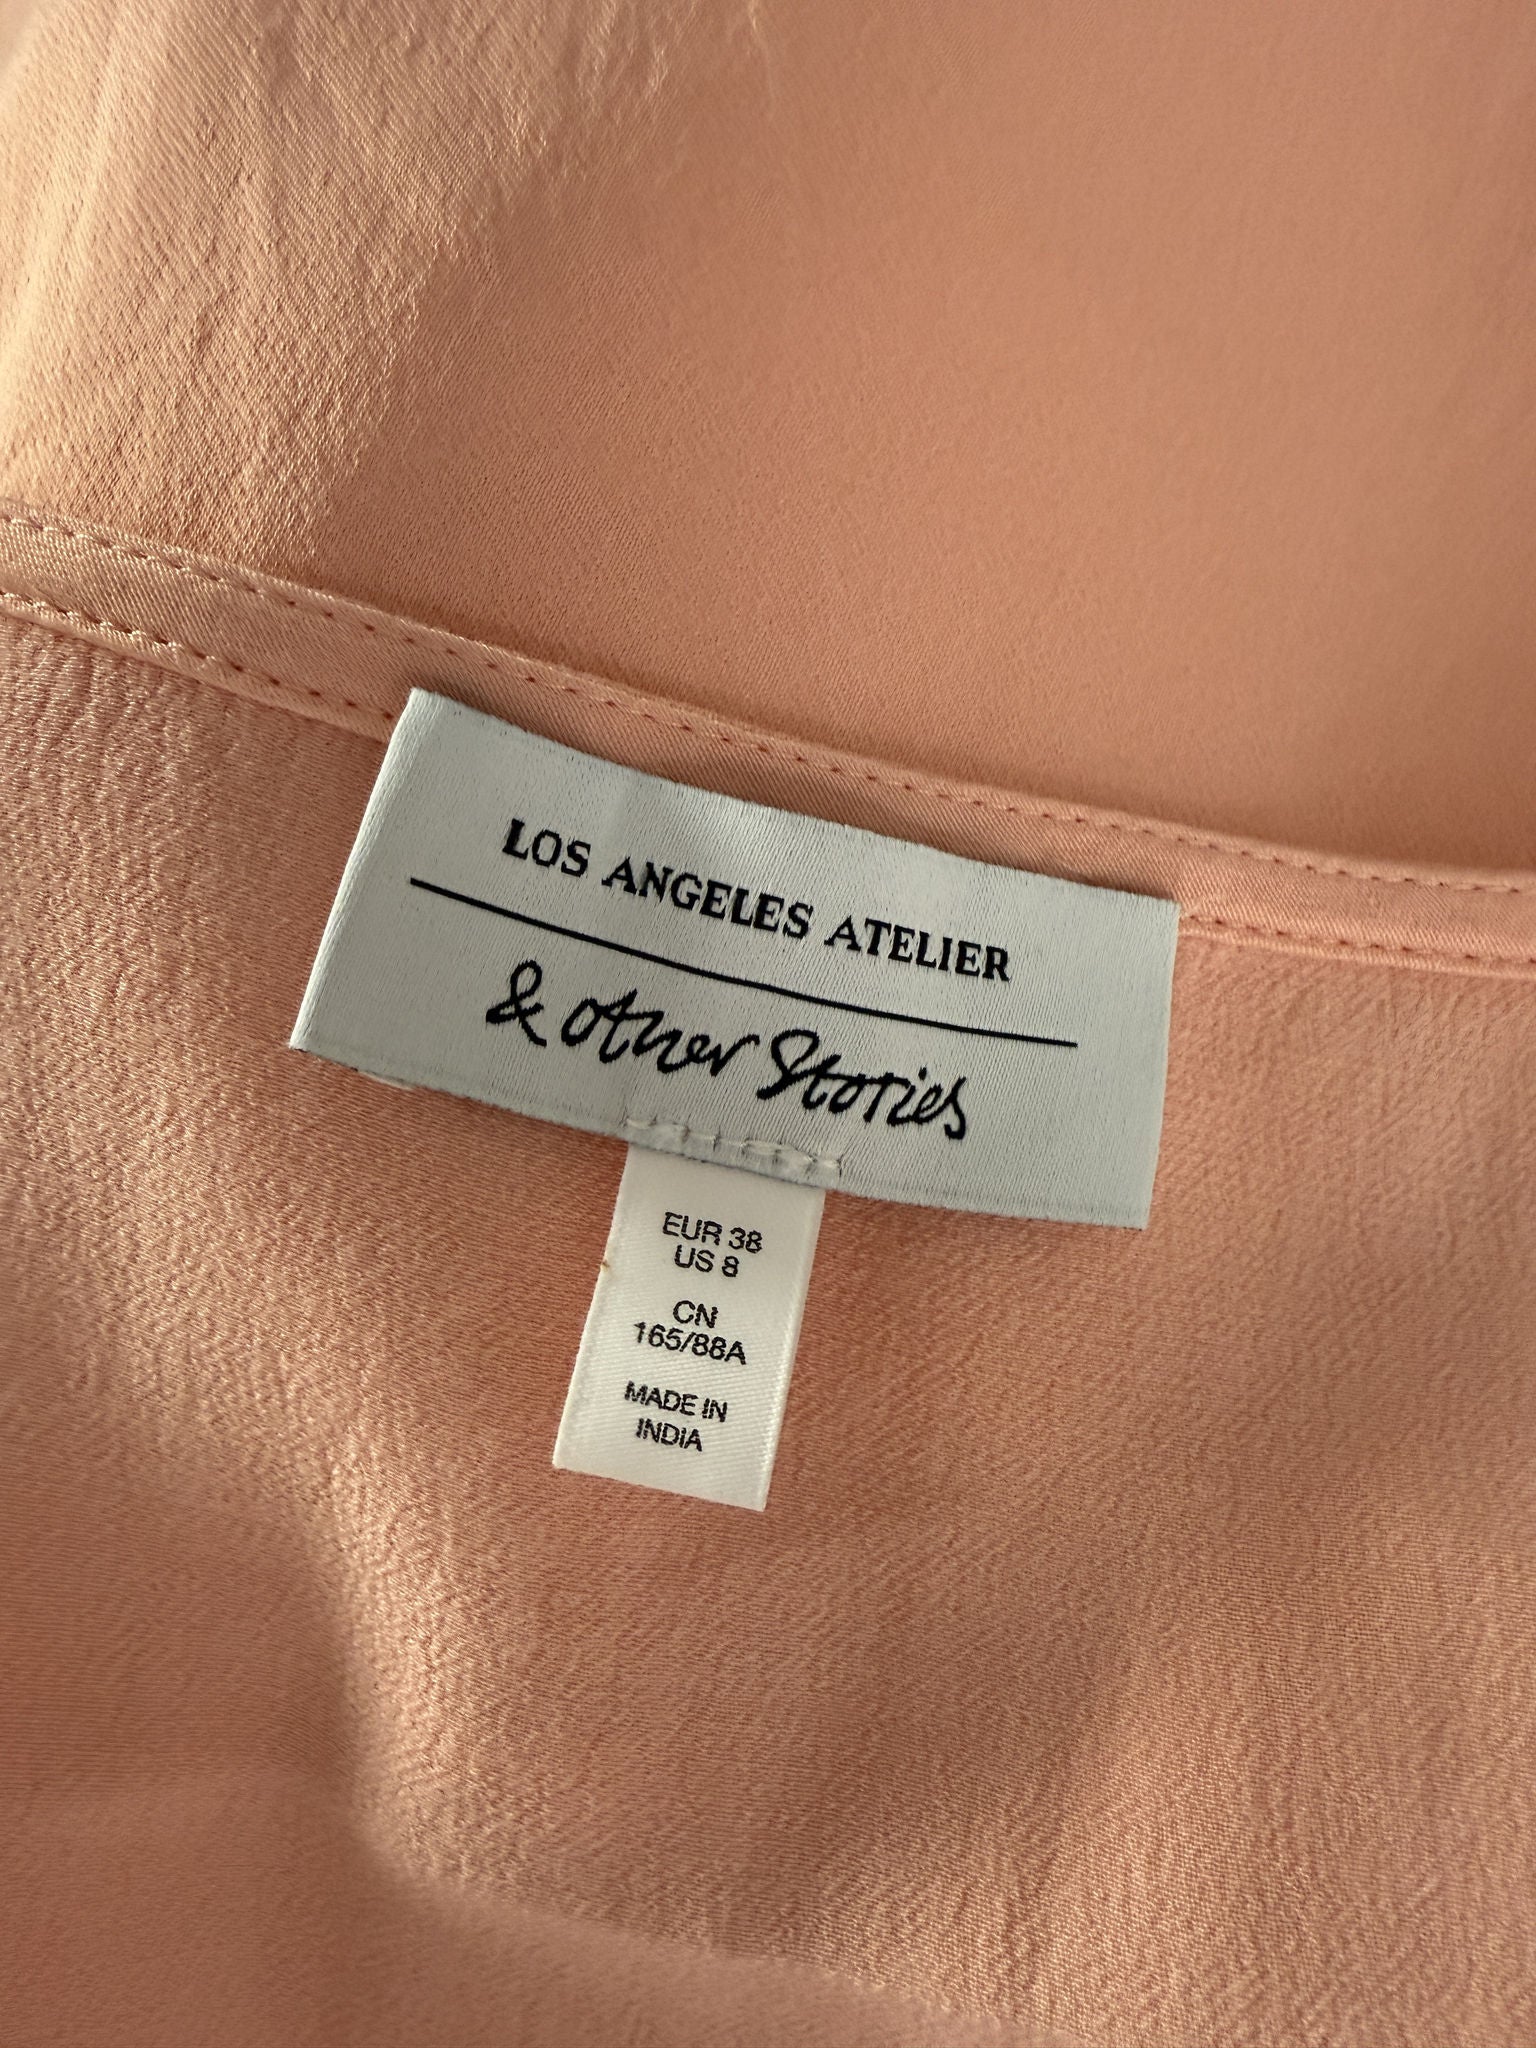 LOS ANGELES ATELIER
& other Stories
EUR 38
US 8
CN
165/88A
MADE IN
INDIA